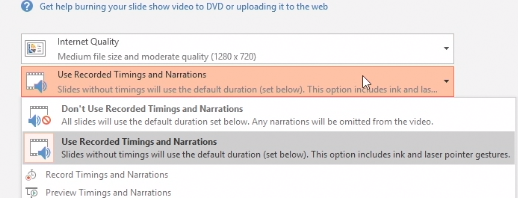 Get help burning your slide show video to DVD or uploading it to the web
Internet Quality
Medium file size and moderate quality (1280 x 720)
Use Recorded Timings and Narrations
Slides without timings will use the default duration (set below). This option includes ink and las...
Don't Use Recorded Timings and Narrations
All slides will use the default duration set below. Any narrations will be omitted from the video.
Use Recorded Timings and Narrations
Slides without timings will use the default duration (set below). This option includes ink and laser pointer gestures.
Record Timings and Narrations
Preview Timings and Narrations